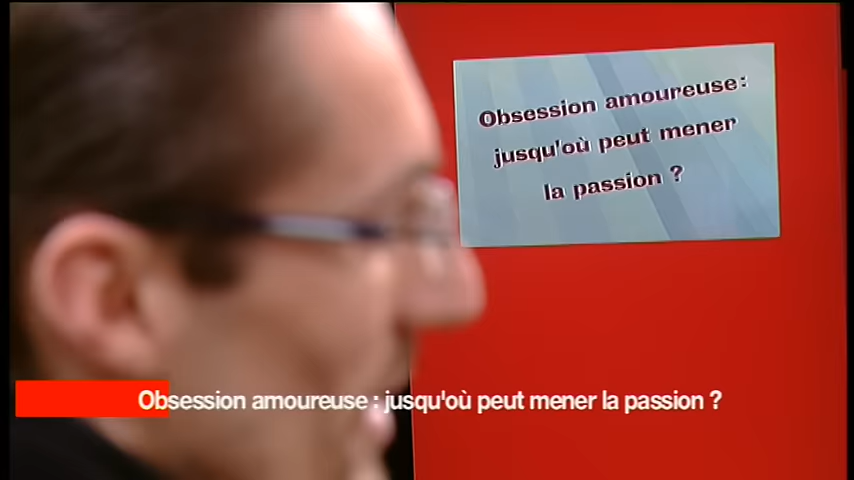 Obsession amoureuse :
jusqu'où peut mener
la passion ?
Obsession amoureuse : jusqu'où peut mener la passion ?